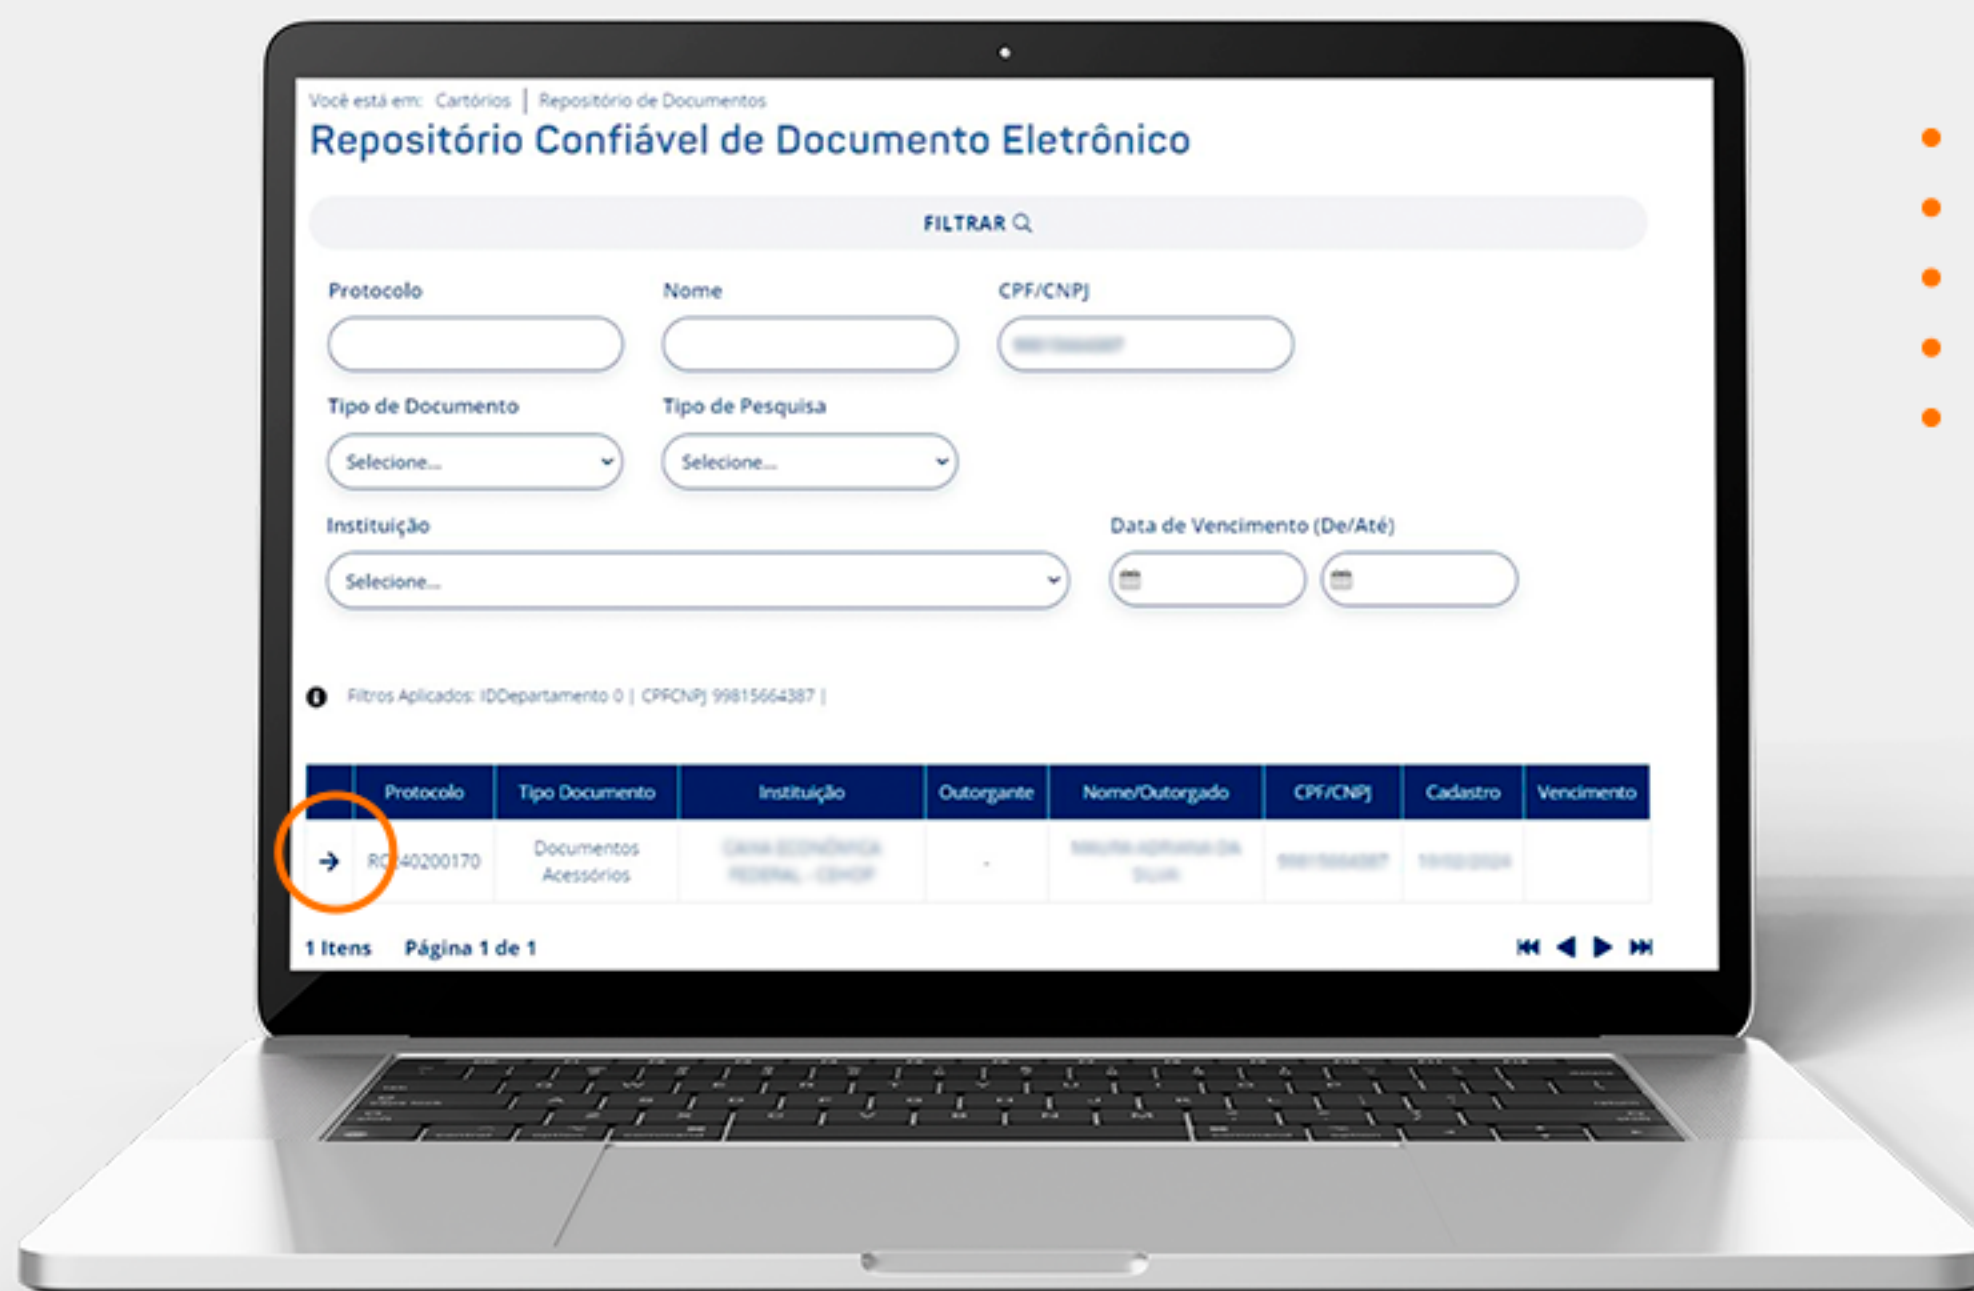 Você está em: Cartórios | Repositório de Documentos
Repositório Confiável de Documento Eletrônico
FILTRAR
Protocolo Nome CPF/CNPJ
Tipo de Documento Tipo de Pesquisa
Selecione... Selecione...
Instituição Data de Vencimento (De/Até)
Selecione...
Filtros Aplicados: IDDepartamento 0 | CPFCNPJ 99815664387 |
Protocolo Tipo Documento Instituição Outorgante Nome/Outorgado CPF/CNPJ Cadastro Vencimento
240200170 Documentos -
Acessórios
1 Itens Página 1 de 1